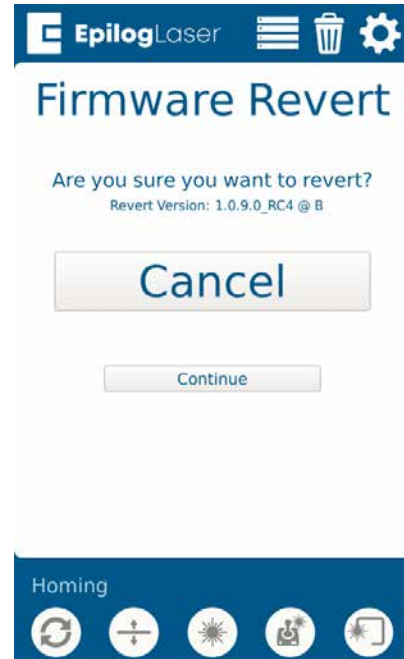 EpilogLaser
Firmware Revert
Are you sure you want to revert?
Revert Version: 1.0.9.0_RC4 @ B
Cancel
Continue
Homing